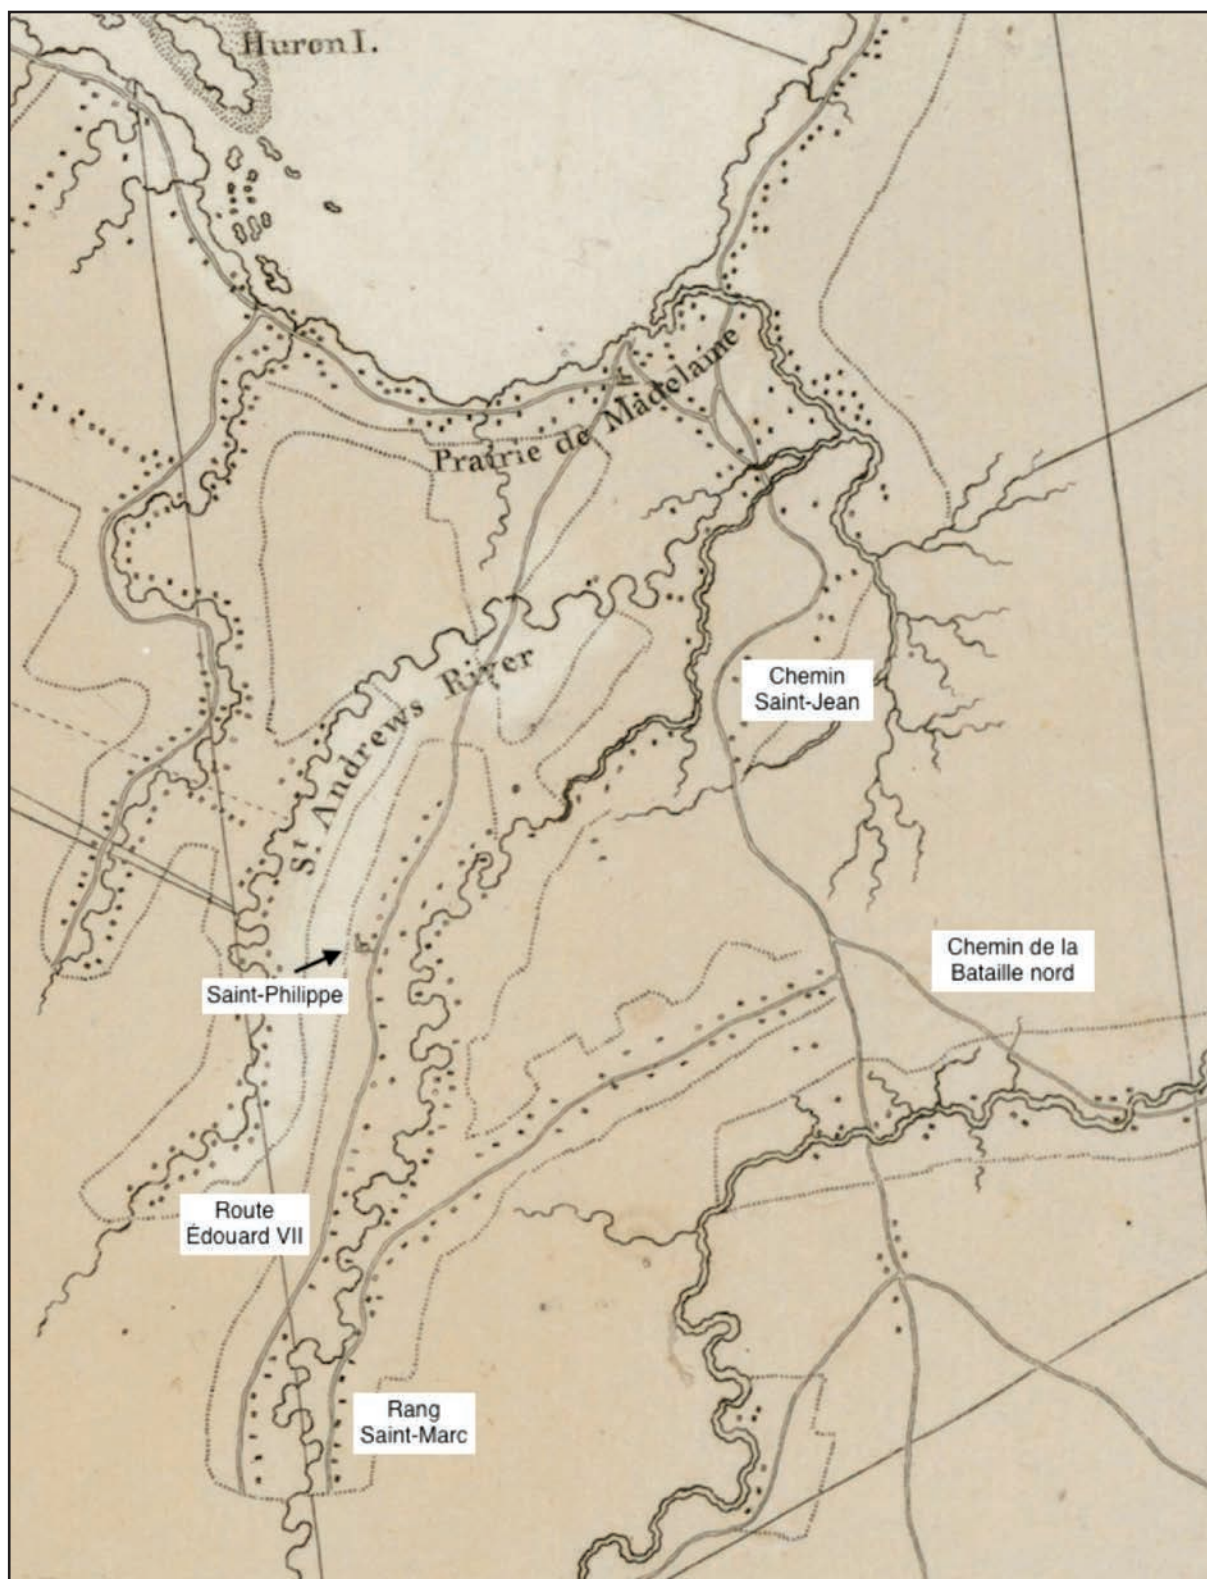 Huron I.
Prairie de Madelaine
St Andrews River
Chemin
Saint-Jean
Chemin de la
Bataille nord
Saint-Philippe
Route
Édouard VII
Rang
Saint-Marc